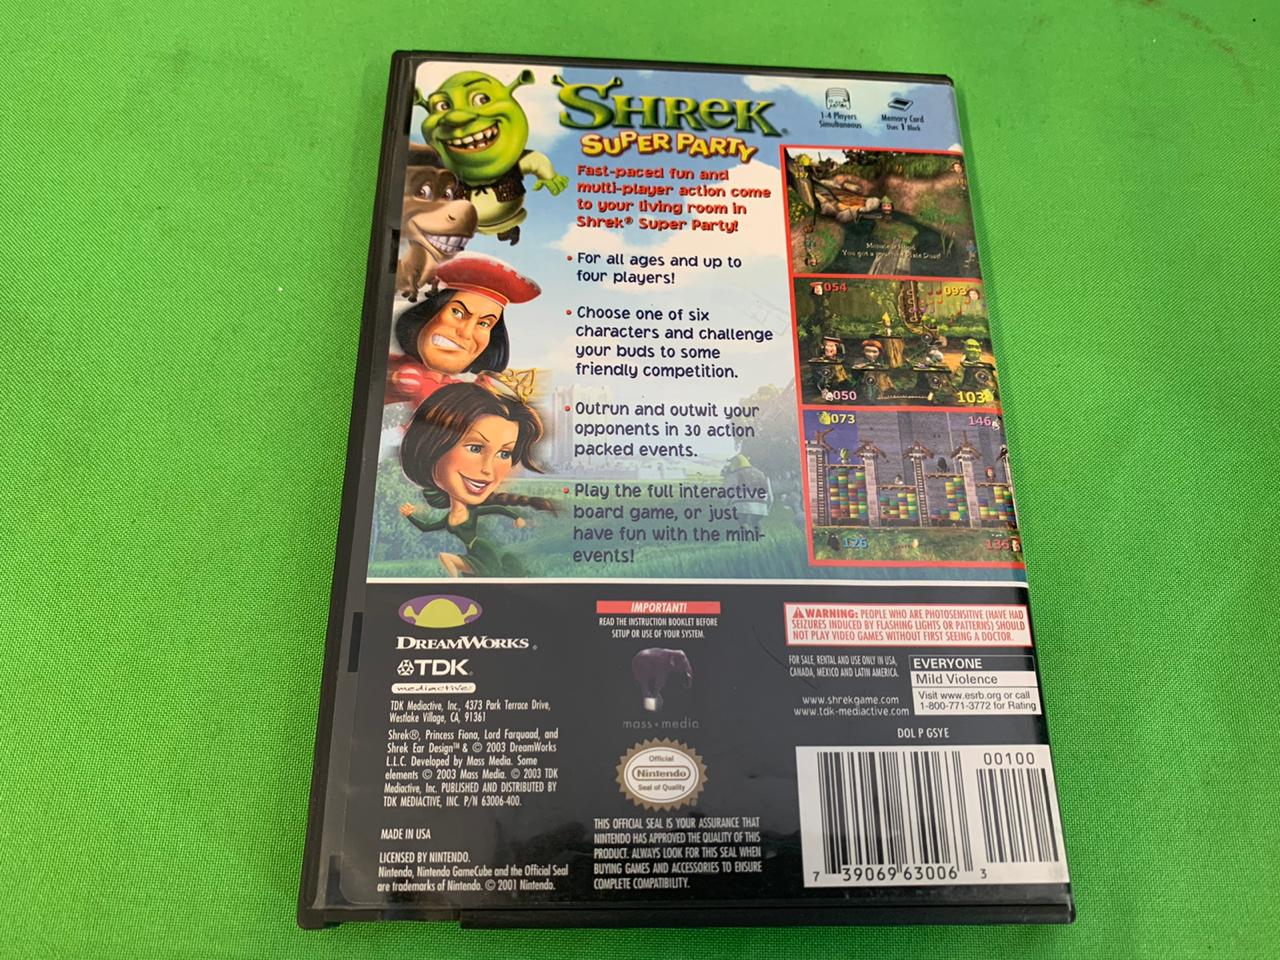 SHREK
SUPER PARTY
1-4 Players
Simultaneous
Memory Card
Uses 1 Block
Fast-paced fun and
multi-player action come
to your living room in
Shrek® Super Party!
• For all ages and up to
four players!
• Choose one of six
characters and challenge
your buds to some
friendly competition.
• Outrun and outwit your
opponents in 30 action
packed events.
• Play the full interactive
board game, or just
have fun with the mini-
events!
157
You got a
054
093
050
103
073
146
126
136
DREAMWORKS
TDK
mediactive
TDK Mediactive, Inc., 4373 Park Terrace Drive,
Westlake Village, CA, 91361
Shrek®, Princess Fiona, Lord Farquaad, and
Shrek Ear Design™ & © 2003 DreamWorks
L.L.C. Developed by Mass Media. Some
elements © 2003 Mass Media. © 2003 TDK
Mediactive, Inc. PUBLISHED AND DISTRIBUTED BY
TDK MEDIACTIVE, INC. P/N 63006-400.
MADE IN USA
LICENSED BY NINTENDO.
Nintendo, Nintendo GameCube and the Official Seal
are trademarks of Nintendo. © 2001 Nintendo.
IMPORTANT!
READ THE INSTRUCTION BOOKLET BEFORE
SETUP OR USE OF YOUR SYSTEM.
mass•media
Official
Nintendo
Seal of Quality
THIS OFFICIAL SEAL IS YOUR ASSURANCE THAT
NINTENDO HAS APPROVED THE QUALITY OF THIS
PRODUCT. ALWAYS LOOK FOR THIS SEAL WHEN
BUYING GAMES AND ACCESSORIES TO ENSURE
COMPLETE COMPATIBILITY.
WARNING: PEOPLE WHO ARE PHOTOSENSITIVE (HAVE HAD
SEIZURES INDUCED BY FLASHING LIGHTS OR PATTERNS) SHOULD
NOT PLAY VIDEO GAMES WITHOUT FIRST SEEING A DOCTOR.
FOR SALE, RENTAL AND USE ONLY IN USA,
CANADA, MEXICO AND LATIN AMERICA.
www.shrekgame.com
www.tdk-mediactive.com
EVERYONE
Mild Violence
Visit www.esrb.org or call
1-800-771-3772 for Rating
DOL P GSYE
00100
7 39069 63006 3